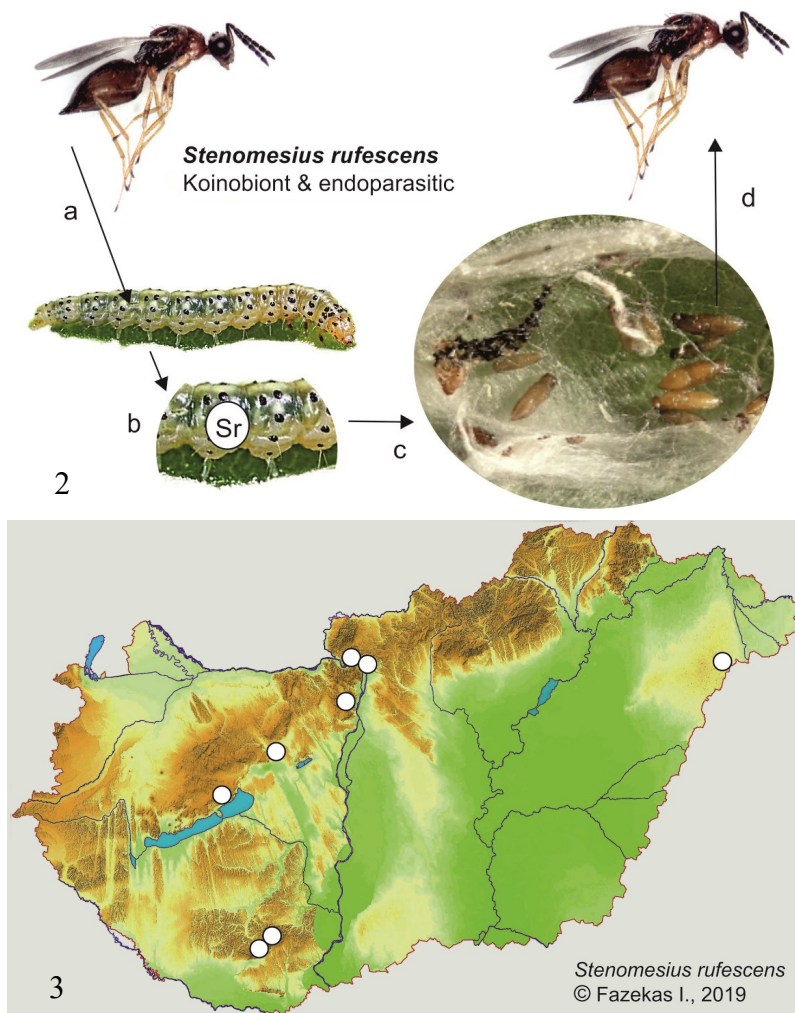 Stenomesius rufescens
Koinobiont & endoparasitic
a
d
b
Sr
c
2
3
Stenomesius rufescens
© Fazekas I., 2019